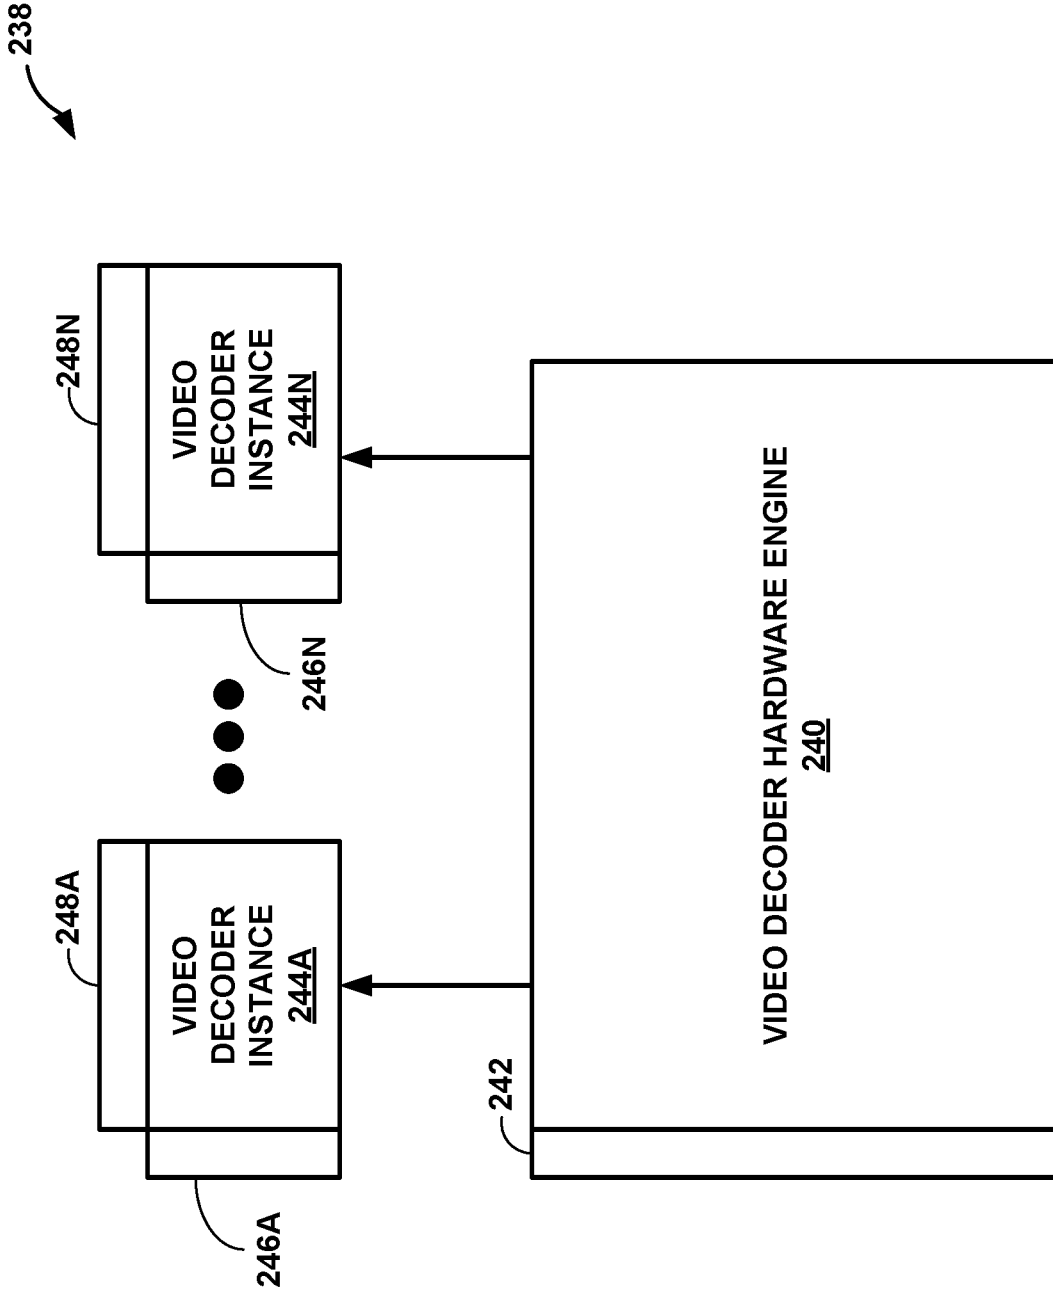 238
248A
248N
VIDEO
DECODER
INSTANCE
244A
VIDEO
DECODER
INSTANCE
244N
246A
246N
242
VIDEO DECODER HARDWARE ENGINE
240